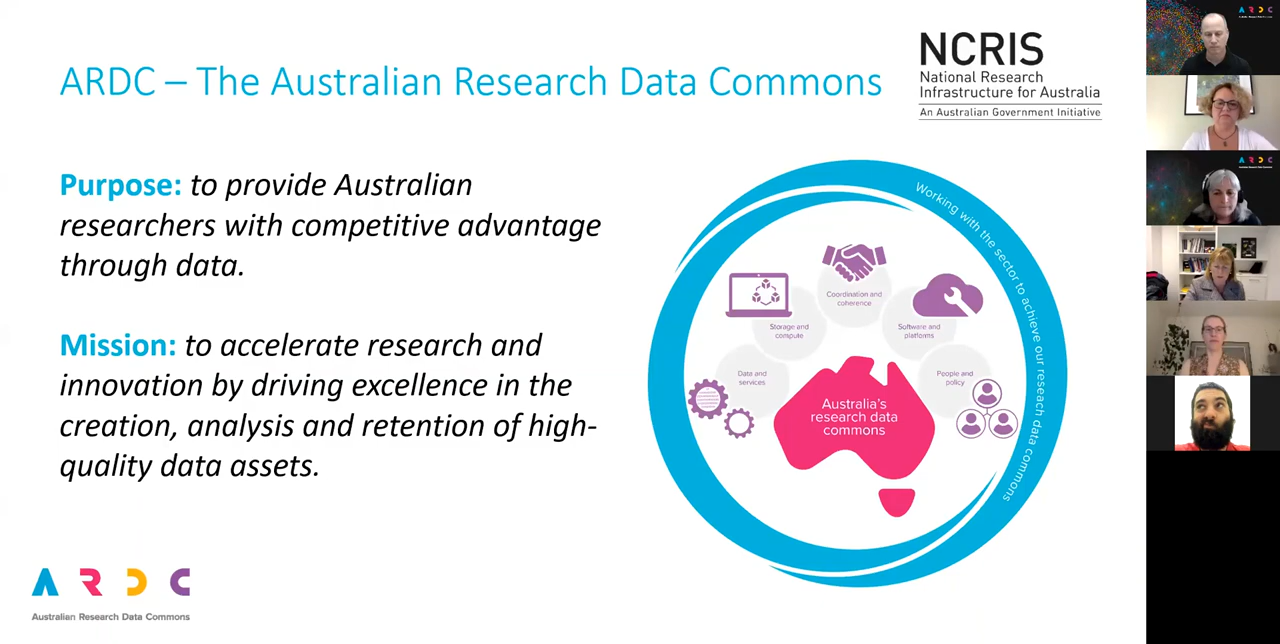 ARDC – The Australian Research Data Commons
NCRIS
National Research
Infrastructure for Australia
An Australian Government Initiative
Purpose: to provide Australian
researchers with competitive advantage
through data.
Mission: to accelerate research and
innovation by driving excellence in the
creation, analysis and retention of high-
quality data assets.
Working with the sector to achieve our reseach data commons
Coordination and
coherence
Storage and
compute
Software and
platforms
Data and
services
People and
policy
Australia's
research data
commons
ARDC
Australian Research Data Commons
ARDC
ARDC